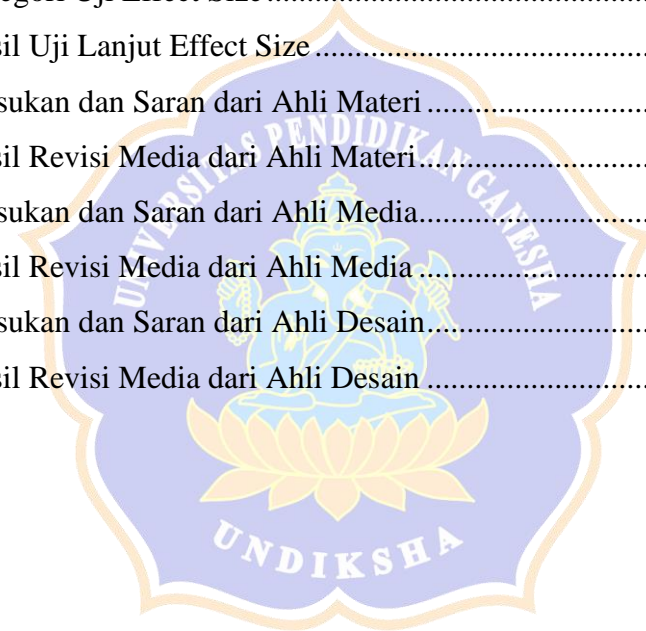 egori Uji Effect Size
sil Uji Lanjut Effect Size
sukan dan Saran dari Ahli Materi
sil Revisi Media dari Ahli Materi
sukan dan Saran dari Ahli Media
sil Revisi Media dari Ahli Media
sukan dan Saran dari Ahli Desain
sil Revisi Media dari Ahli Desain
UNIVERSITAS PENDIDIKAN GANESHA
UNDIKSHA